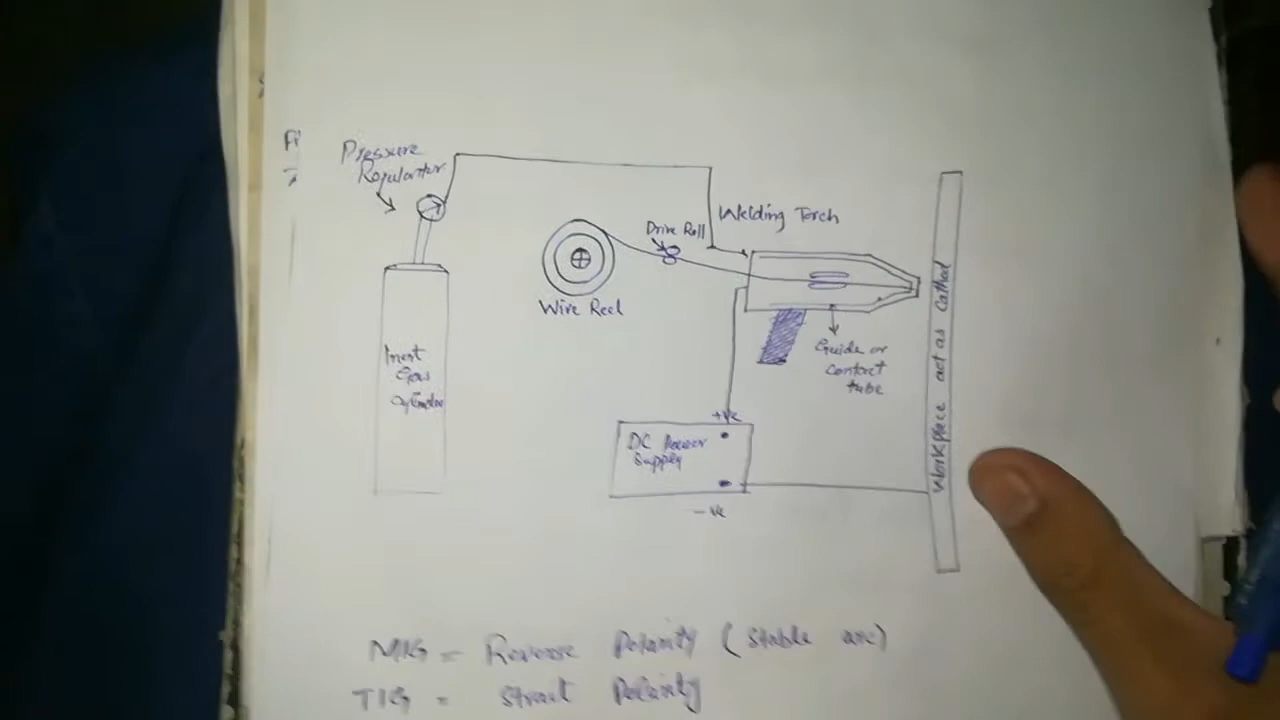 Pressure
Regulator
Welding Torch
Drive Roll
Wire Reel
Inert
Gas
Cylinder
Guide or
contact
tube
Workpiece act as Cathod
+ve
DC Power
Supply
-ve
MIG = Reverse Polarity (stable arc)
TIG = Strait Polarity